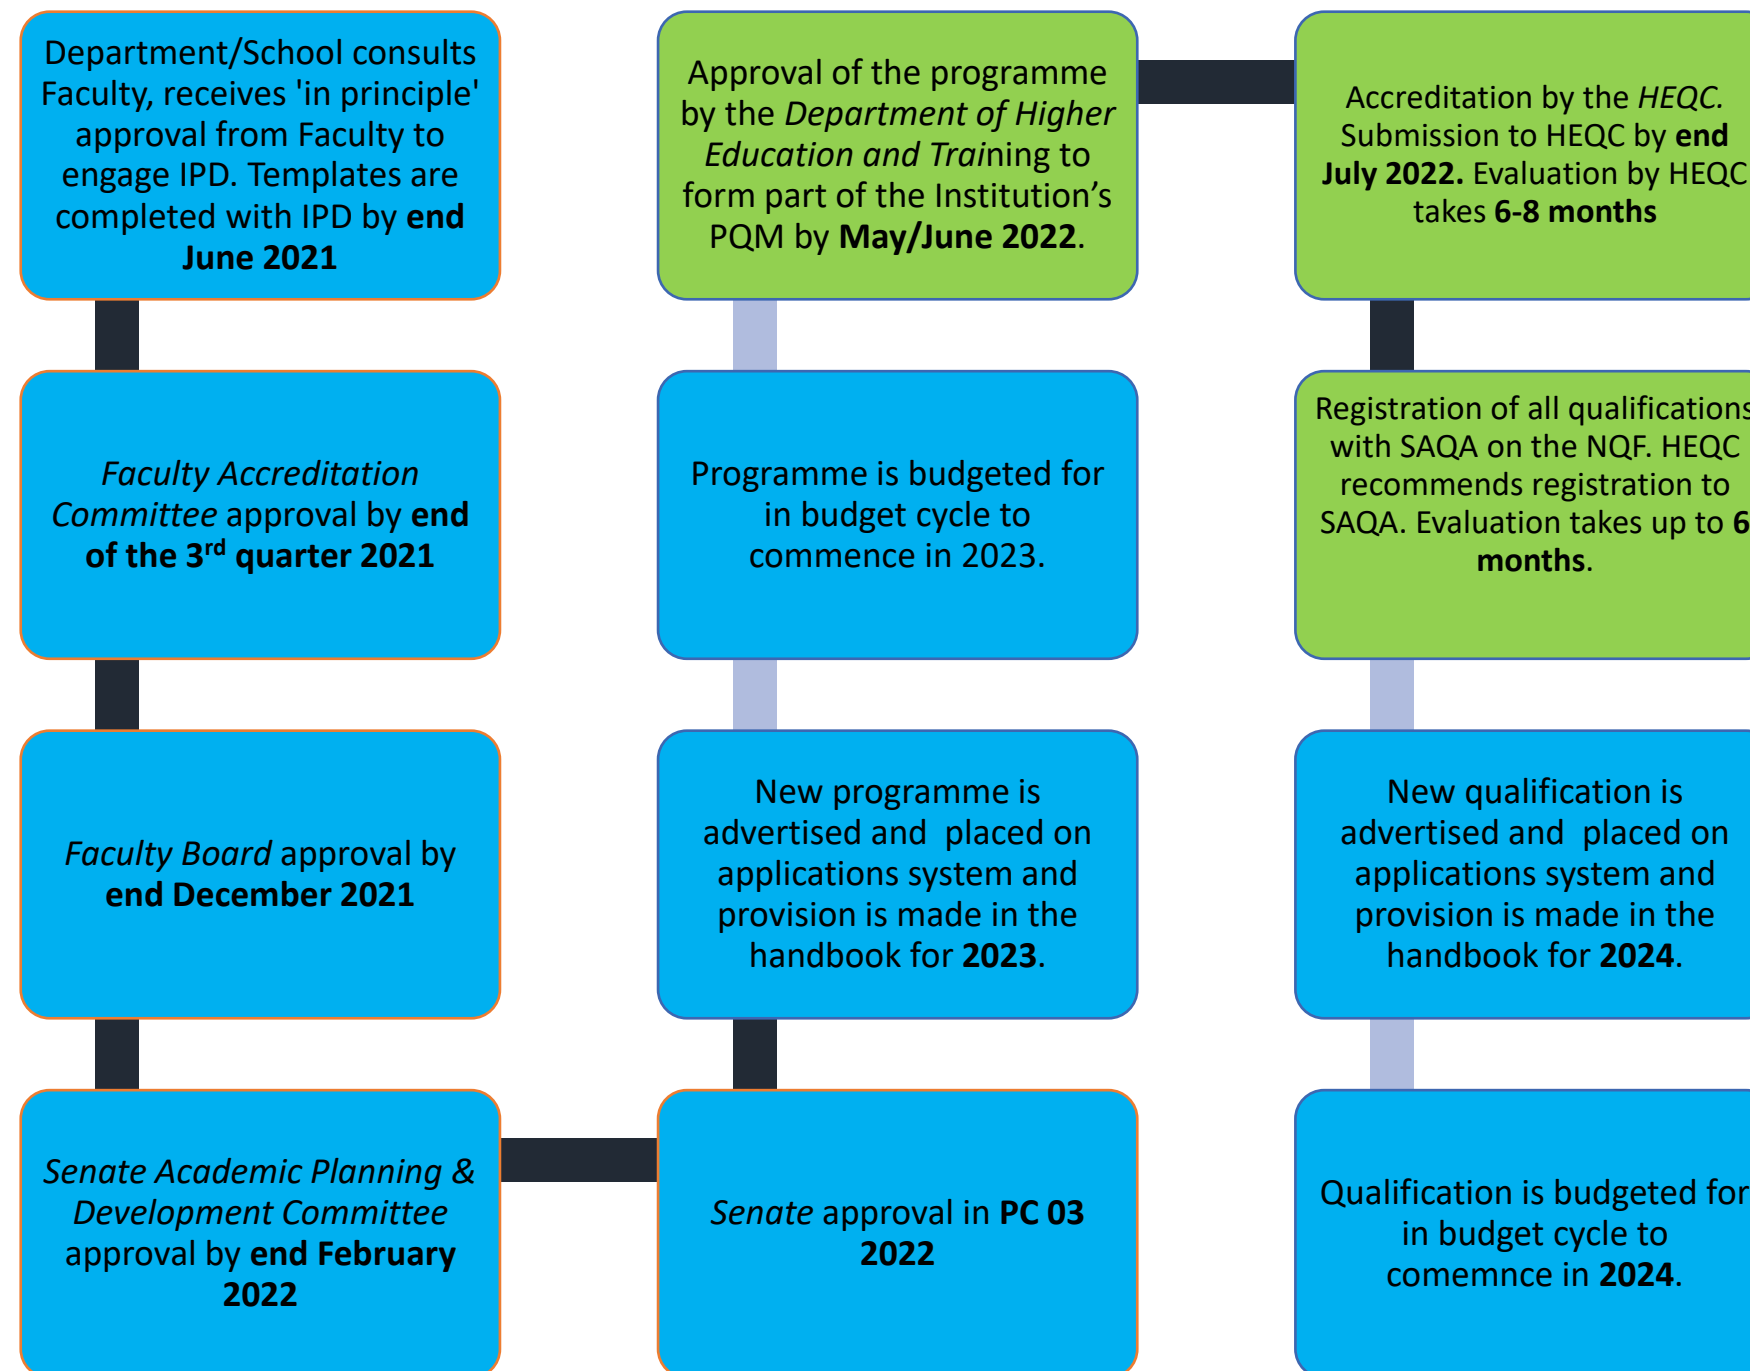 Department/School consults
Faculty, receives 'in principle'
approval from Faculty to
engage IPD. Templates are
completed with IPD by end
June 2021
Faculty Accreditation
Committee approval by end
of the 3rd quarter 2021
Faculty Board approval by
end December 2021
Senate Academic Planning &
Development Committee
approval by end February
2022
Senate approval in PC 03
2022
New programme is
advertised and  placed on
applications system and
provision is made in the
handbook for 2023.
Programme is budgeted for
in budget cycle to
commence in 2023.
Approval of the programme
by the Department of Higher
Education and Training to
form part of the Institution’s
PQM by May/June 2022.
Accreditation by the HEQC.
Submission to HEQC by end
July 2022. Evaluation by HEQC
takes 6-8 months
Registration of all qualifications
with SAQA on the NQF. HEQC
recommends registration to
SAQA. Evaluation takes up to 6
months.
New qualification is
advertised and  placed on
applications system and
provision is made in the
handbook for 2024.
Qualification is budgeted for
in budget cycle to
comemnce in 2024.